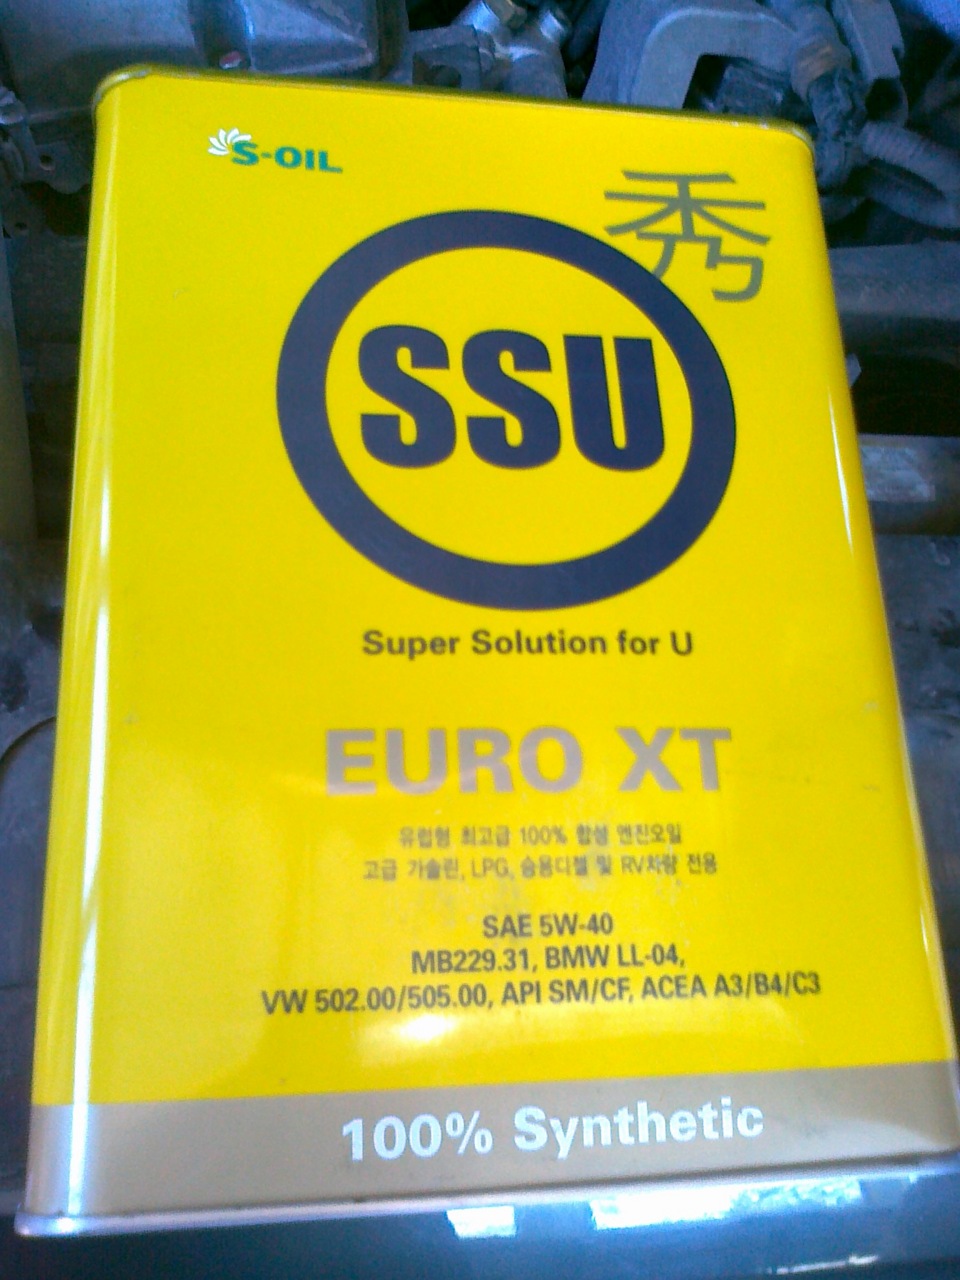 S-OIL
秀
SSU
Super Solution for U
EURO XT
유럽형 최고급 100% 합성 엔진오일
고급 가솔린, LPG, 승용디젤 및 RV차량 전용
SAE 5W-40
MB229.31, BMW LL-04,
VW 502.00/505.00, API SM/CF, ACEA A3/B4/C3
100% Synthetic